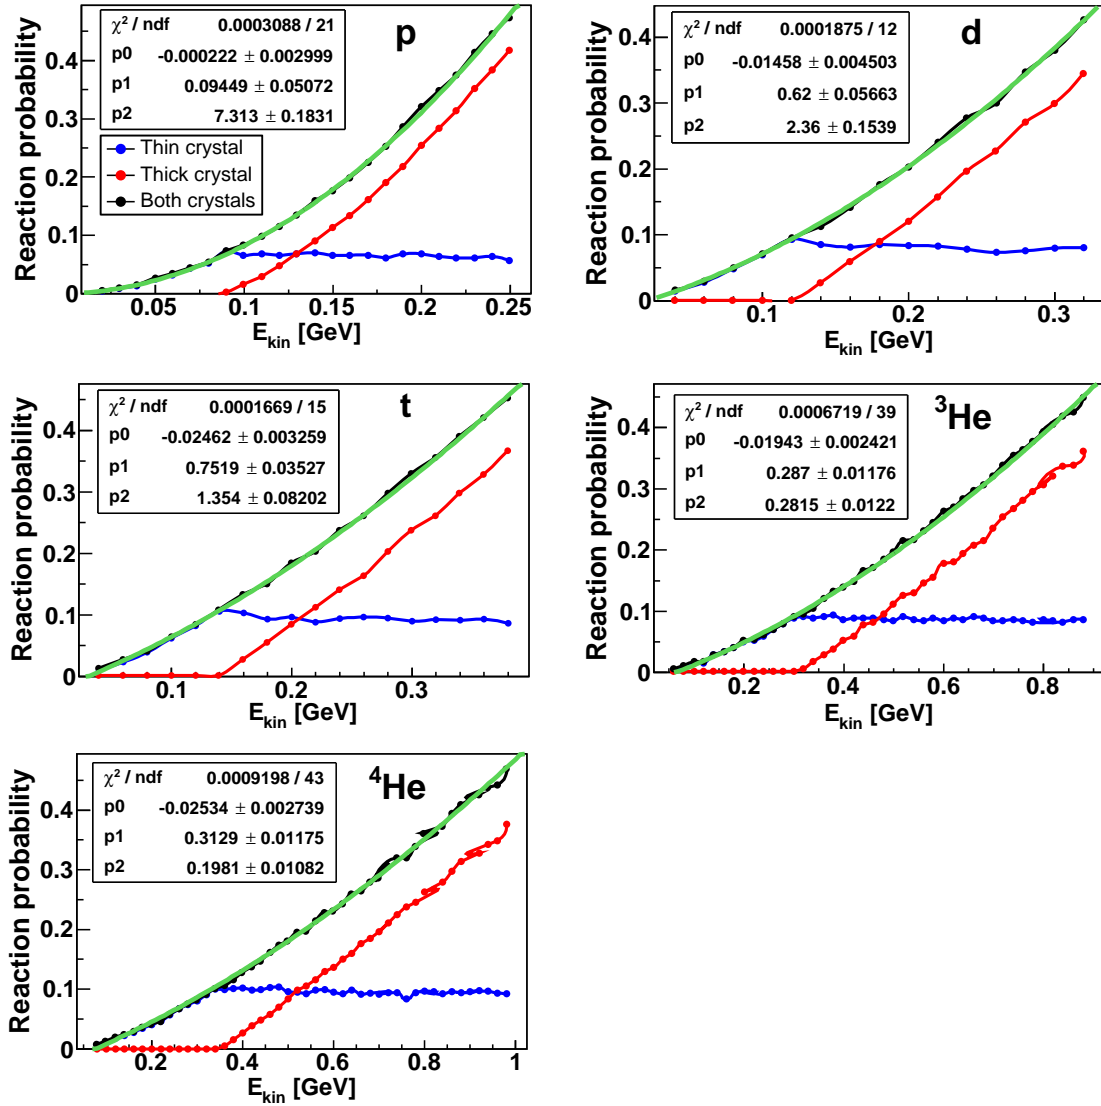 p
χ² / ndf 0.0003088 / 21
p0 -0.000222 ± 0.002999
p1 0.09449 ± 0.05072
p2 7.313 ± 0.1831
Thin crystal
Thick crystal
Both crystals
Reaction probability
0.4
0.3
0.2
0.1
0
0.05 0.1 0.15 0.2 0.25
E_kin [GeV]
d
χ² / ndf 0.0001875 / 12
p0 -0.01458 ± 0.004503
p1 0.62 ± 0.05663
p2 2.36 ± 0.1539
Reaction probability
0.4
0.3
0.2
0.1
0
0.1 0.2 0.3
E_kin [GeV]
t
χ² / ndf 0.0001669 / 15
p0 -0.02462 ± 0.003259
p1 0.7519 ± 0.03527
p2 1.354 ± 0.08202
Reaction probability
0.4
0.3
0.2
0.1
0
0.1 0.2 0.3
E_kin [GeV]
³He
χ² / ndf 0.0006719 / 39
p0 -0.01943 ± 0.002421
p1 0.287 ± 0.01176
p2 0.2815 ± 0.0122
Reaction probability
0.4
0.3
0.2
0.1
0
0.2 0.4 0.6 0.8
E_kin [GeV]
⁴He
χ² / ndf 0.0009198 / 43
p0 -0.02534 ± 0.002739
p1 0.3129 ± 0.01175
p2 0.1981 ± 0.01082
Reaction probability
0.4
0.3
0.2
0.1
0
0.2 0.4 0.6 0.8 1
E_kin [GeV]